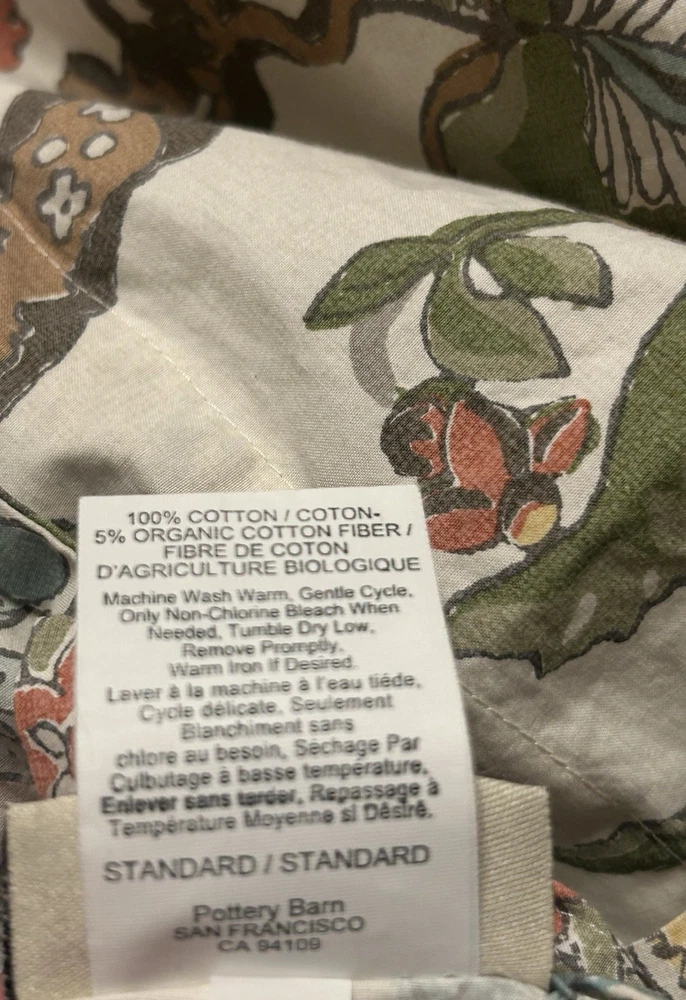 100% COTTON / COTON-
5% ORGANIC COTTON FIBER /
FIBRE DE COTON
D'AGRICULTURE BIOLOGIQUE
Machine Wash Warm, Gentle Cycle,
Only Non-Chlorine Bleach When
Needed, Tumble Dry Low,
Remove Promptly,
Warm Iron If Desired.
Laver à la machine à l'eau tiéde,
Cycle délicate, Seulement
Blanchiment sans
chlore au besoin, Séchage Par
Culbutage à basse température,
Enlever sans tarder, Repassage à
Température Moyenne si Désiré.
STANDARD / STANDARD
Pottery Barn
SAN FRANCISCO
CA 94109